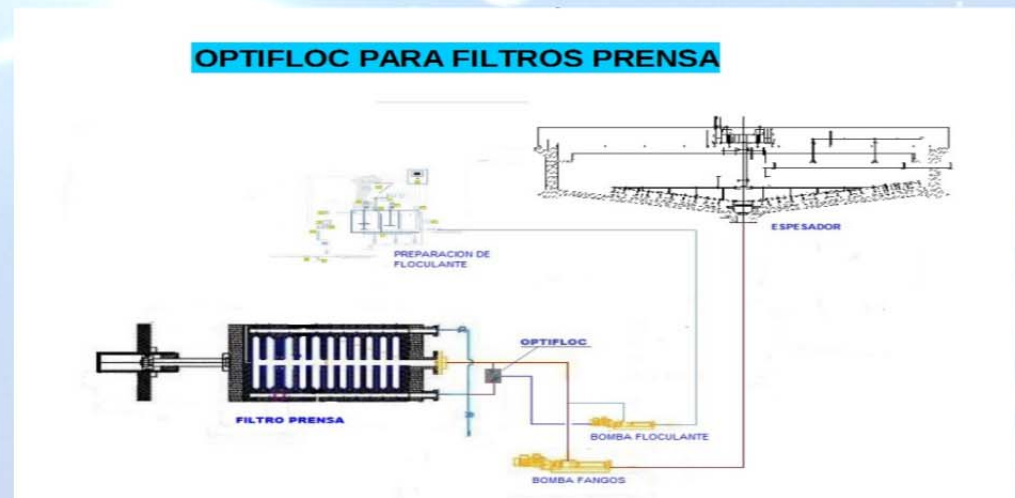 OPTIFLOC PARA FILTROS PRENSA
ESPESADOR
PREPARACION DE
FLOCULANTE
OPTIFLOC
FILTRO PRENSA
BOMBA FLOCULANTE
BOMBA FANGOS